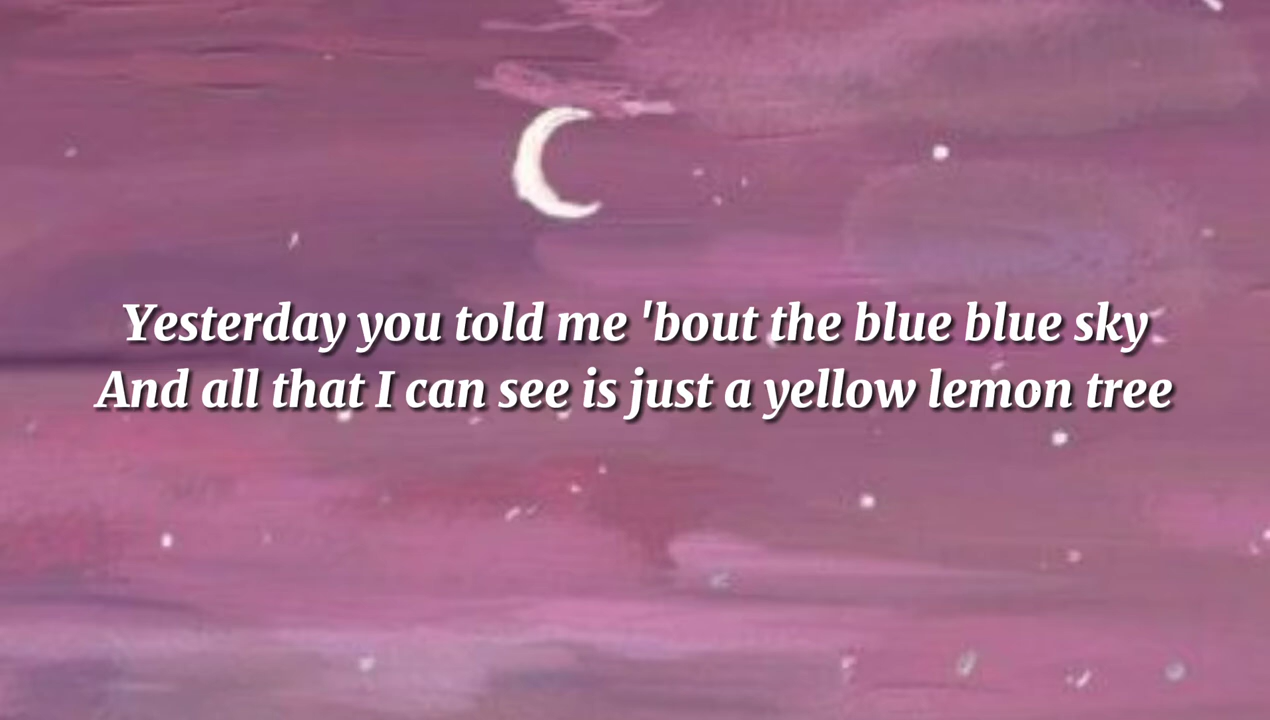 Yesterday you told me 'bout the blue blue sky
And all that I can see is just a yellow lemon tree